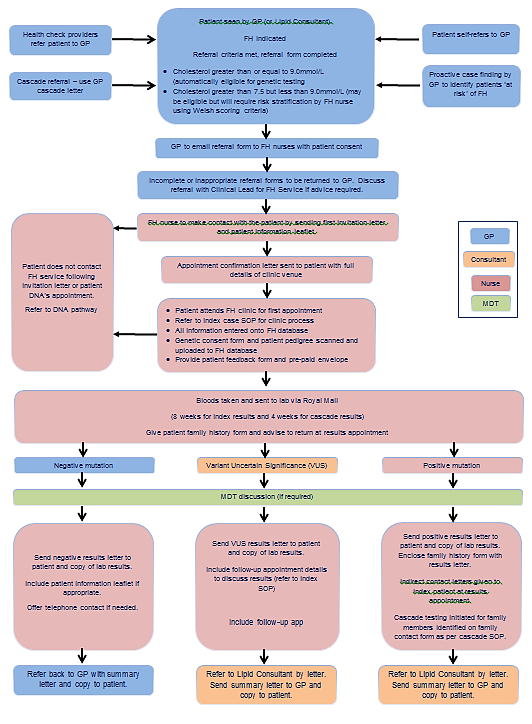 Health check providers
refer patient to GP
Cascade referral – use GP
cascade letter
Patient seen by GP (or Lipid Consultant).
FH indicated
Referral criteria met, referral form completed
• Cholesterol greater than or equal to 9.0mmol/L
(automatically eligible for genetic testing
• Cholesterol greater than 7.5 but less than 9.0mmol/L (may
be eligible but will require risk stratification by FH nurse
using Welsh scoring criteria)
Patient self-refers to GP
Proactive case finding by
GP to identify patients 'at
risk' of FH
GP to email referral form to FH nurses with patient consent
Incomplete or inappropriate referral forms to be returned to GP. Discuss
referral with Clinical Lead for FH Service if advice required.
FH nurse to make contact with the patient by sending first invitation letter
and patient information leaflet.
Appointment confirmation letter sent to patient with full
details of clinic venue
Patient does not contact
FH service following
invitation letter or patient
DNA's appointment.
Refer to DNA pathway
• Patient attends FH clinic for first appointment
• Refer to Index case SOP for clinic process
• All information entered onto FH database
• Genetic consent form and patient pedigree scanned and
uploaded to FH database
• Provide patient feedback form and pre-paid envelope
GP
Consultant
Nurse
MDT
Bloods taken and sent to lab via Royal Mail
(8 weeks for index results and 4 weeks for cascade results)
Give patient family history form and advise to return at results appointment
Negative mutation
Variant Uncertain Significance (VUS)
Positive mutation
MDT discussion (if required)
Send negative results letter to
patient and copy of lab results.
Include patient information leaflet if
appropriate.
Offer telephone contact if needed.
Send VUS results letter to patient
and copy of lab results.
Include follow-up appointment details
to discuss results (refer to Index
SOP)
Include follow-up app
Send positive results letter to
patient and copy of lab results.
Enclose family history form with
results letter.
Indirect contact letters given to
index patient at results
appointment.
Cascade testing initiated for family
members identified on family
contact form as per cascade SOP.
Refer back to GP with summary
letter and copy to patient.
Refer to Lipid Consultant by letter.
Send summary letter to GP and
copy to patient.
Refer to Lipid Consultant by letter.
Send summary letter to GP and
copy to patient.